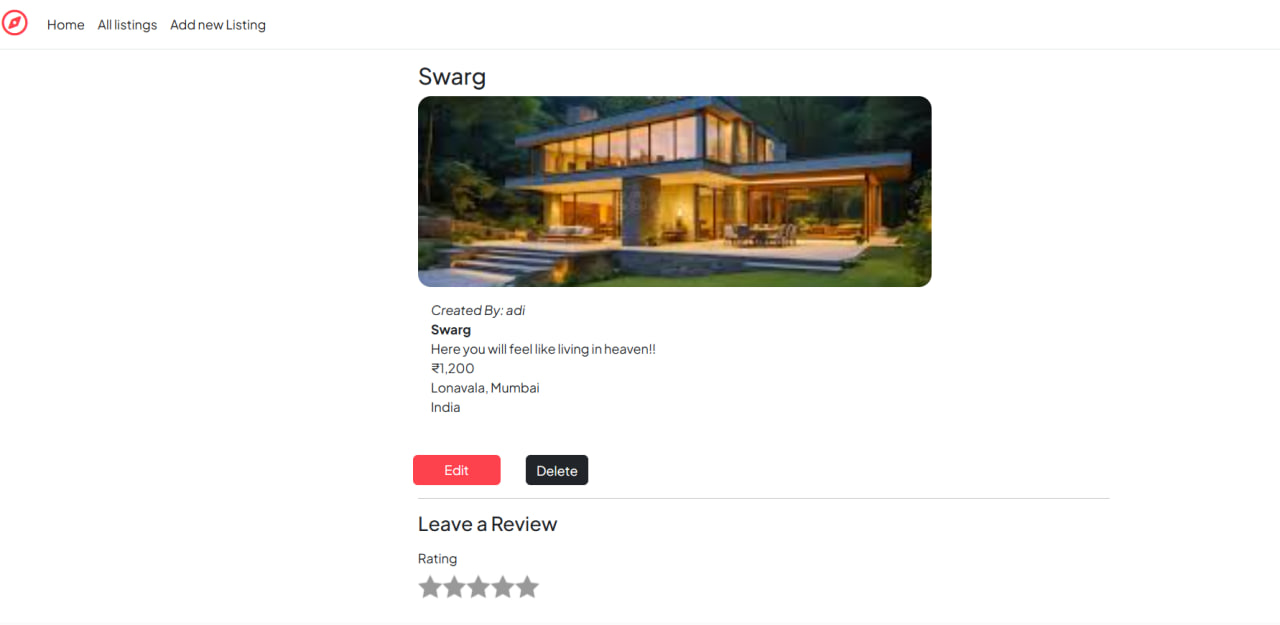 Home All listings Add new Listing
Swarg
Created By: adi
Swarg
Here you will feel like living in heaven!!
₹1,200
Lonavala, Mumbai
India
Edit Delete
Leave a Review
Rating